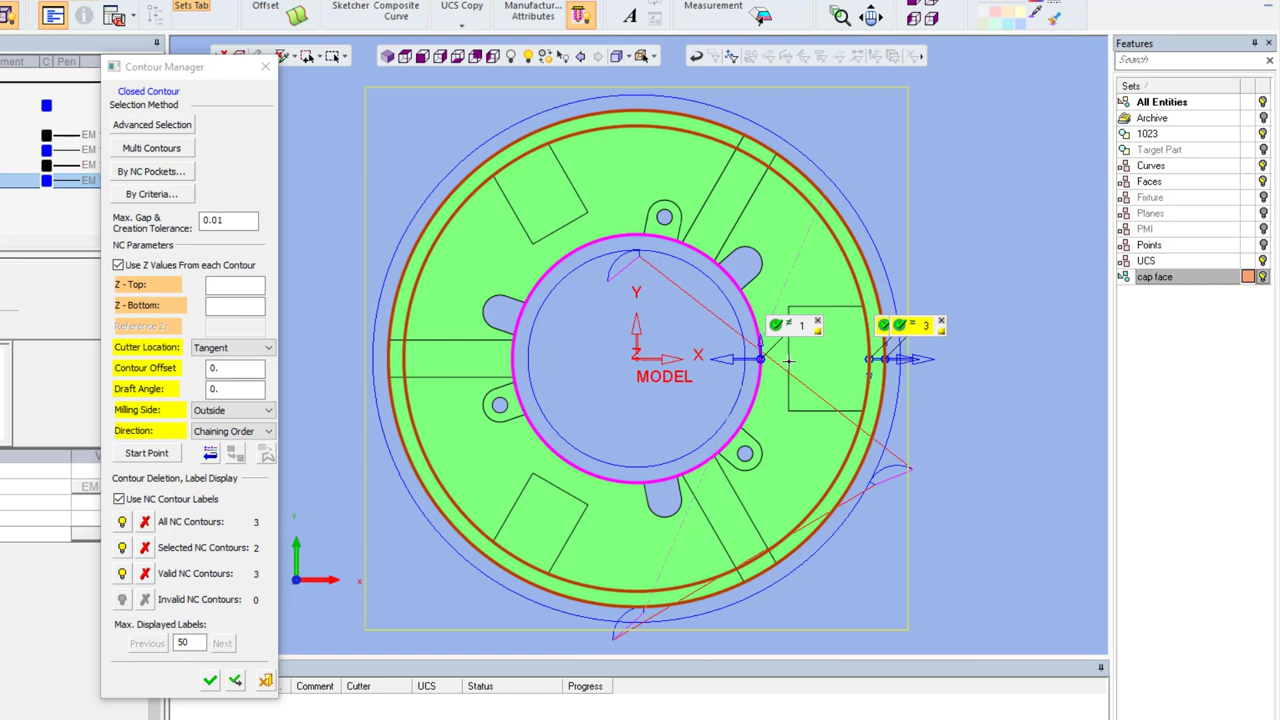 Sets Tab
Offset
Sketcher Composite
Curve
UCS Copy
Manufactur...
Attributes
Measurement
Contour Manager
Closed Contour
Selection Method
Advanced Selection
Multi Contours
By NC Pockets...
By Criteria...
Max. Gap &
Creation Tolerance: 0.01
NC Parameters
Use Z Values From each Contour
Z - Top:
Z - Bottom:
Reference Z:
Cutter Location: Tangent
Contour Offset 0.
Draft Angle: 0.
Milling Side: Outside
Direction: Chaining Order
Start Point
Contour Deletion, Label Display
Use NC Contour Labels
All NC Contours: 3
Selected NC Contours: 2
Valid NC Contours: 3
Invalid NC Contours: 0
Max. Displayed Labels:
Previous 50 Next
ment C Pen
EM
EM
EM
EM
V
EM
Y
Z
X
MODEL
≠ 1
= 3
Y
X
Comment Cutter UCS Status Progress
Features
Search
Sets
All Entities
Archive
1023
Target Part
Curves
Faces
Fixture
Planes
PMI
Points
UCS
cap face